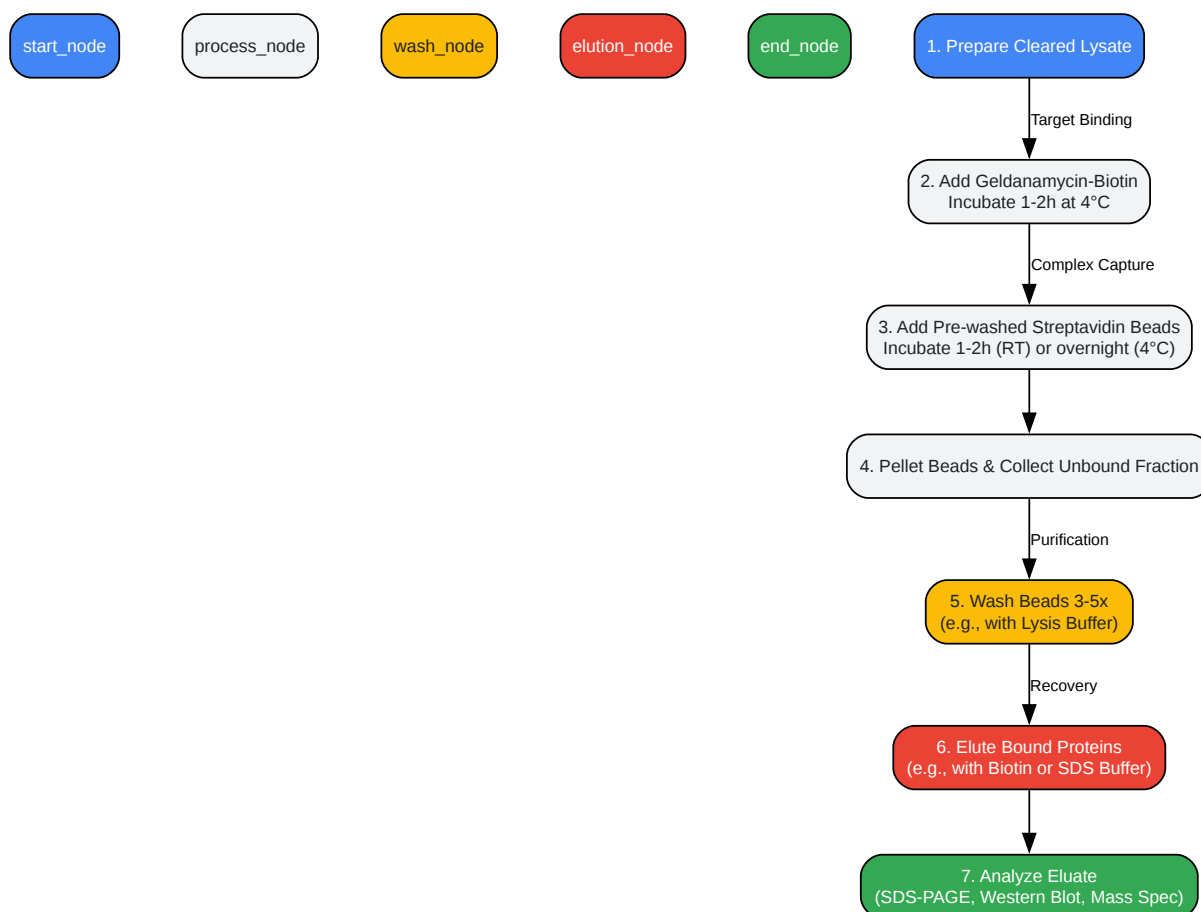 start_node
process_node
wash_node
elution_node
end_node
1. Prepare Cleared Lysate
Target Binding
2. Add Geldanamycin-Biotin
Incubate 1-2h at 4°C
Complex Capture
3. Add Pre-washed Streptavidin Beads
Incubate 1-2h (RT) or overnight (4°C)
4. Pellet Beads & Collect Unbound Fraction
Purification
5. Wash Beads 3-5x
(e.g., with Lysis Buffer)
Recovery
6. Elute Bound Proteins
(e.g., with Biotin or SDS Buffer)
7. Analyze Eluate
(SDS-PAGE, Western Blot, Mass Spec)